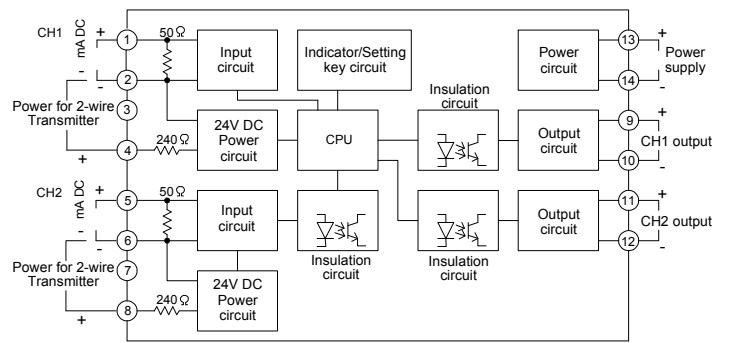 CH1
mA DC
+
-
-
1
2
3
4
50Ω
Power for 2-wire
Transmitter
+
240Ω
Input
circuit
24V DC
Power
circuit
Indicator/Setting
key circuit
CPU
CH2
mA DC
+
-
-
5
6
7
8
50Ω
Power for 2-wire
Transmitter
+
240Ω
Input
circuit
24V DC
Power
circuit
Insulation
circuit
Insulation
circuit
Insulation
circuit
Power
circuit
13
14
+
Power
supply
-
Output
circuit
9
10
+
CH1 output
-
Output
circuit
11
12
+
CH2 output
-